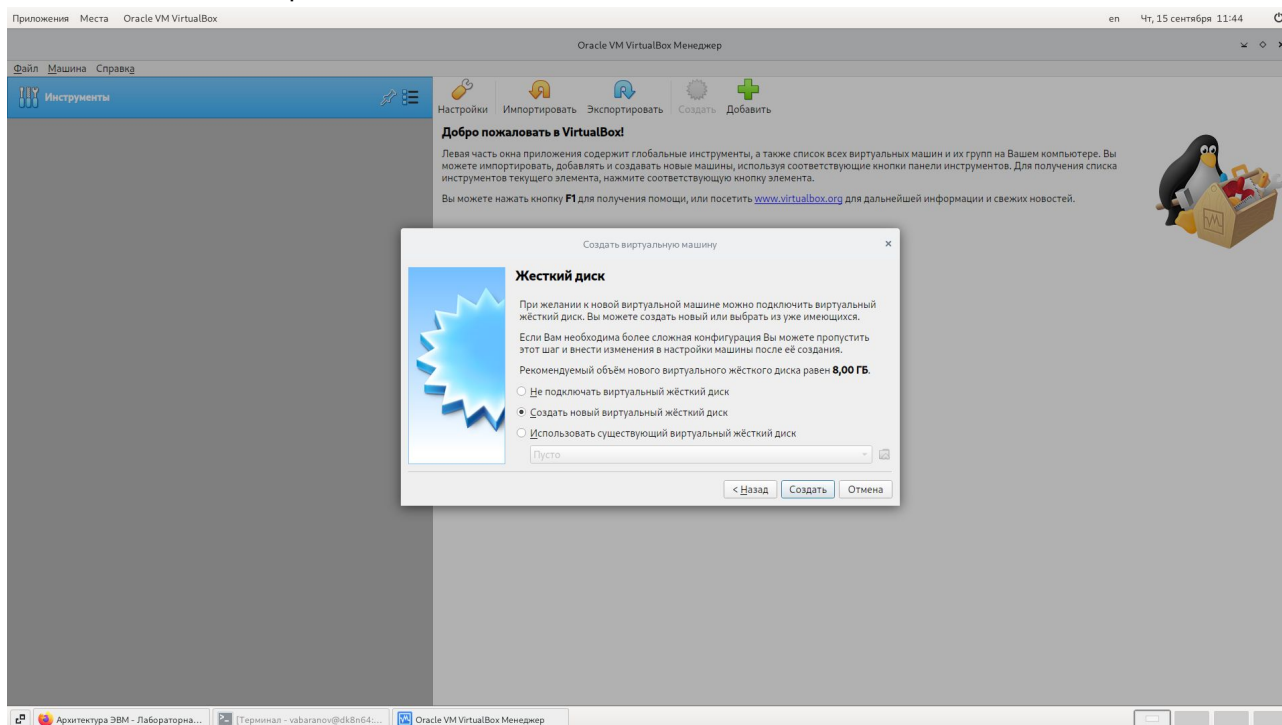 Приложения Места Oracle VM VirtualBox en Чт, 15 сентября 11:44
Oracle VM VirtualBox Менеджер
Файл Машина Справка
Инструменты
Настройки Импортировать Экспортировать Создать Добавить
Добро пожаловать в VirtualBox!
Левая часть окна приложения содержит глобальные инструменты, а также список всех виртуальных машин и их групп на Вашем компьютере. Вы
можете импортировать, добавлять и создавать новые машины, используя соответствующие кнопки панели инструментов. Для получения списка
инструментов текущего элемента, нажмите соответствующую кнопку элемента.
Вы можете нажать кнопку F1 для получения помощи, или посетить www.virtualbox.org для дальнейшей информации и свежих новостей.
Создать виртуальную машину
Жесткий диск
При желании к новой виртуальной машине можно подключить виртуальный
жёсткий диск. Вы можете создать новый или выбрать из уже имеющихся.
Если Вам необходима более сложная конфигурация Вы можете пропустить
этот шаг и внести изменения в настройки машины после её создания.
Рекомендуемый объём нового виртуального жёсткого диска равен 8,00 ГБ.
Не подключать виртуальный жёсткий диск
Создать новый виртуальный жёсткий диск
Использовать существующий виртуальный жёсткий диск
Пусто
< Назад Создать Отмена
Архитектура ЭВМ - Лабораторна... [Терминал - vabaranov@dk8n64:... Oracle VM VirtualBox Менеджер